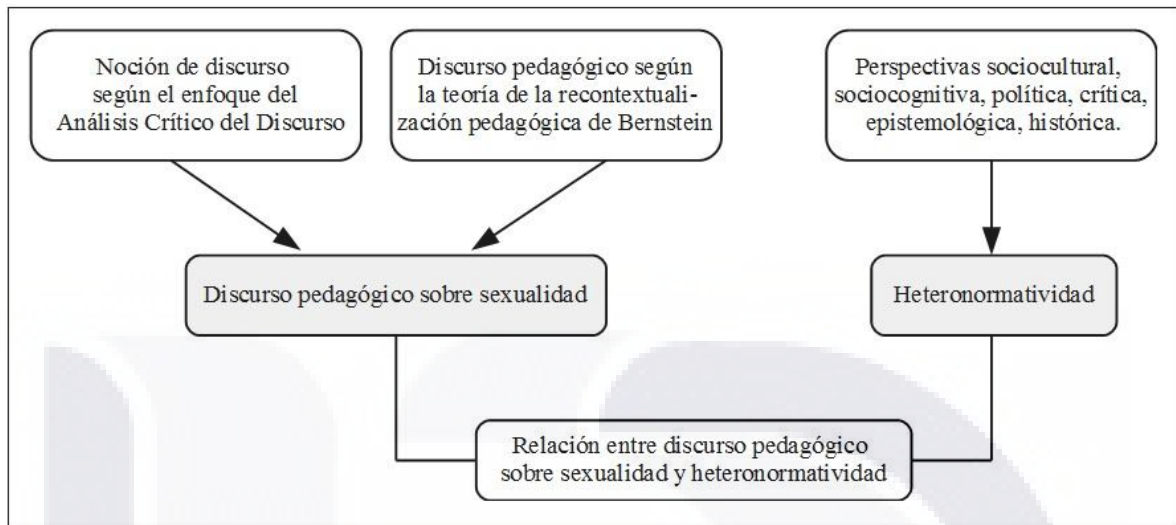 Noción de discurso
según el enfoque del
Análisis Crítico del Discurso
Discurso pedagógico según
la teoría de la recontextuali-
zación pedagógica de Bernstein
Perspectivas sociocultural,
sociocognitiva, política, crítica,
epistemológica, histórica.
Discurso pedagógico sobre sexualidad
Heteronormatividad
Relación entre discurso pedagógico
sobre sexualidad y heteronormatividad